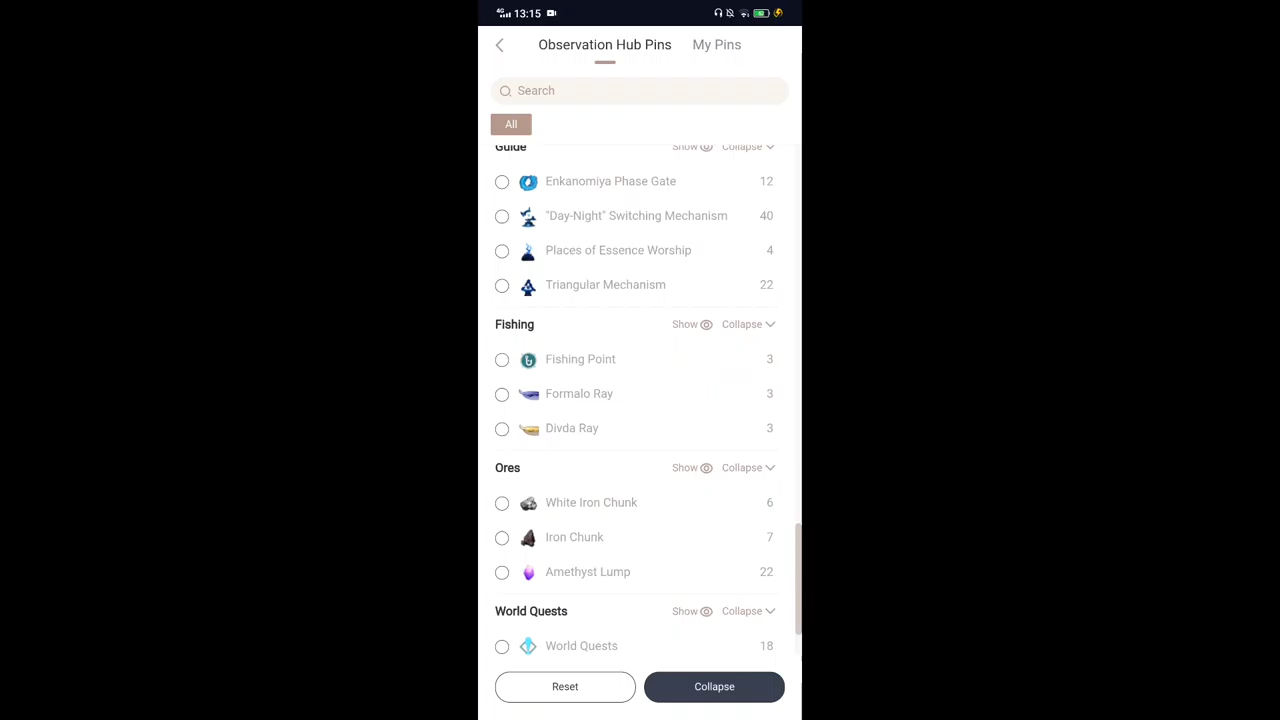 4G 13:15
Observation Hub Pins My Pins
Search
All
Guide Show Collapse
Enkanomiya Phase Gate 12
"Day-Night" Switching Mechanism 40
Places of Essence Worship 4
Triangular Mechanism 22
Fishing Show Collapse
Fishing Point 3
Formalo Ray 3
Divda Ray 3
Ores Show Collapse
White Iron Chunk 6
Iron Chunk 7
Amethyst Lump 22
World Quests Show Collapse
World Quests 18
Reset Collapse